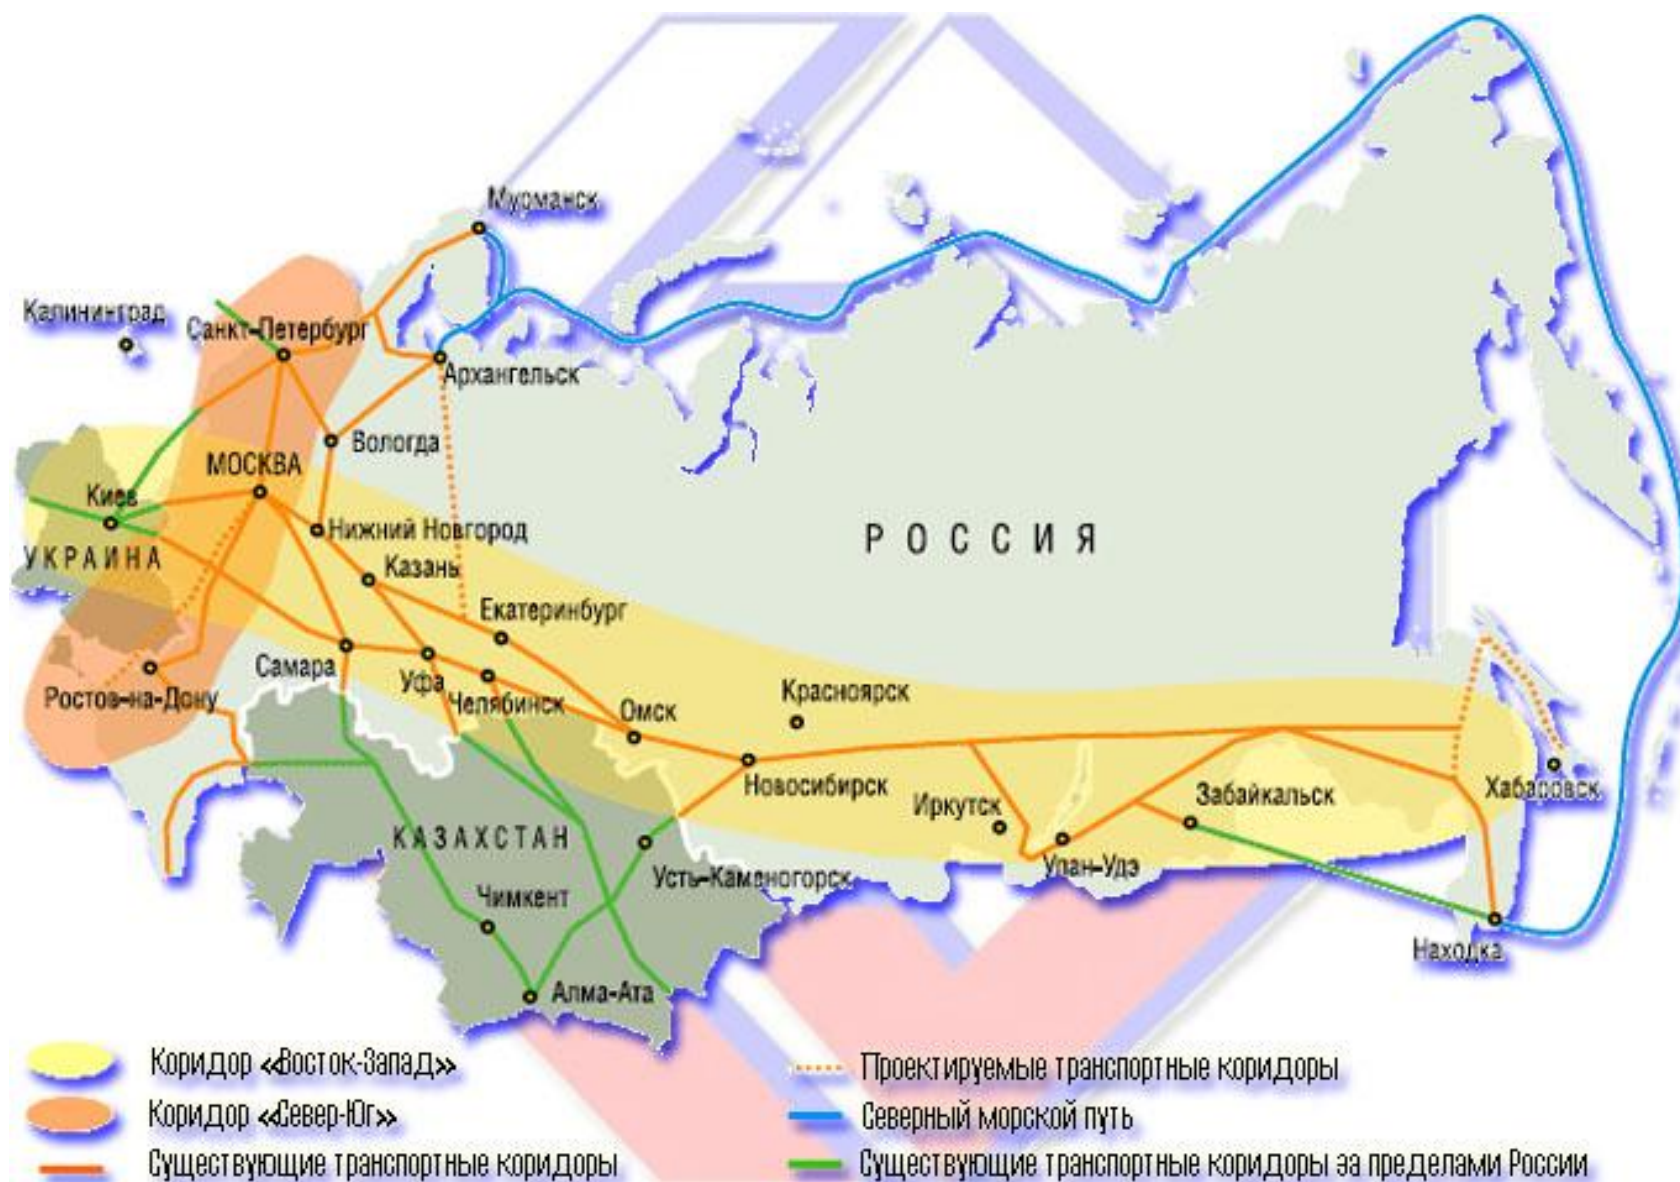 Мурманск
Калининград
Санкт-Петербург
Архангельск
Вологда
МОСКВА
Киев
Нижний Новгород
РОССИЯ
УКРАИНА
Казань
Екатеринбург
Самара
Уфа
Ростов-на-Дону
Челябинск
Омск
Красноярск
Новосибирск
Иркутск
Забайкальск
Хабаровск
КАЗАХСТАН
Усть-Каменогорск
Улан-Удэ
Чимкент
Находка
Алма-Ата
Коридор «Восток-Запад»
Коридор «Север-Юг»
Существующие транспортные коридоры
Проектируемые транспортные коридоры
Северный морской путь
Существующие транспортные коридоры за пределами России